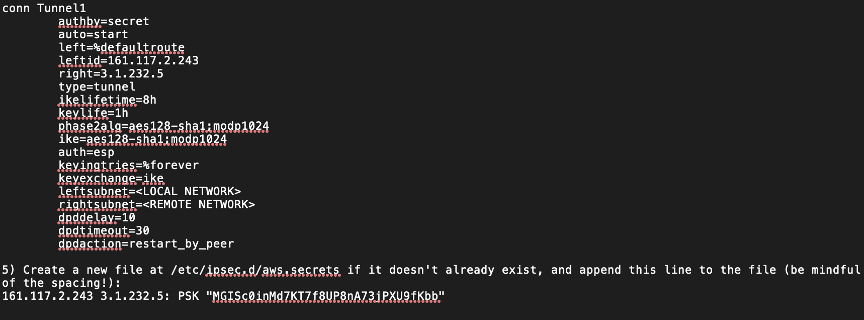 conn Tunnel1
authby=secret
auto=start
left=%defaultroute
leftid=161.117.2.243
right=3.1.232.5
type=tunnel
ikelifetime=8h
keylife=1h
phase2alg=aes128-sha1;modp1024
ike=aes128-sha1;modp1024
auth=esp
keyingtries=%forever
keyexchange=ike
leftsubnet=<LOCAL NETWORK>
rightsubnet=<REMOTE NETWORK>
dpddelay=10
dpdtimeout=30
dpdaction=restart_by_peer
5) Create a new file at /etc/ipsec.d/aws.secrets if it doesn't already exist, and append this line to the file (be mindful
of the spacing!):
161.117.2.243 3.1.232.5: PSK "MGISc0inMd7KT7f8UP8nA73jPXU9fKbb"